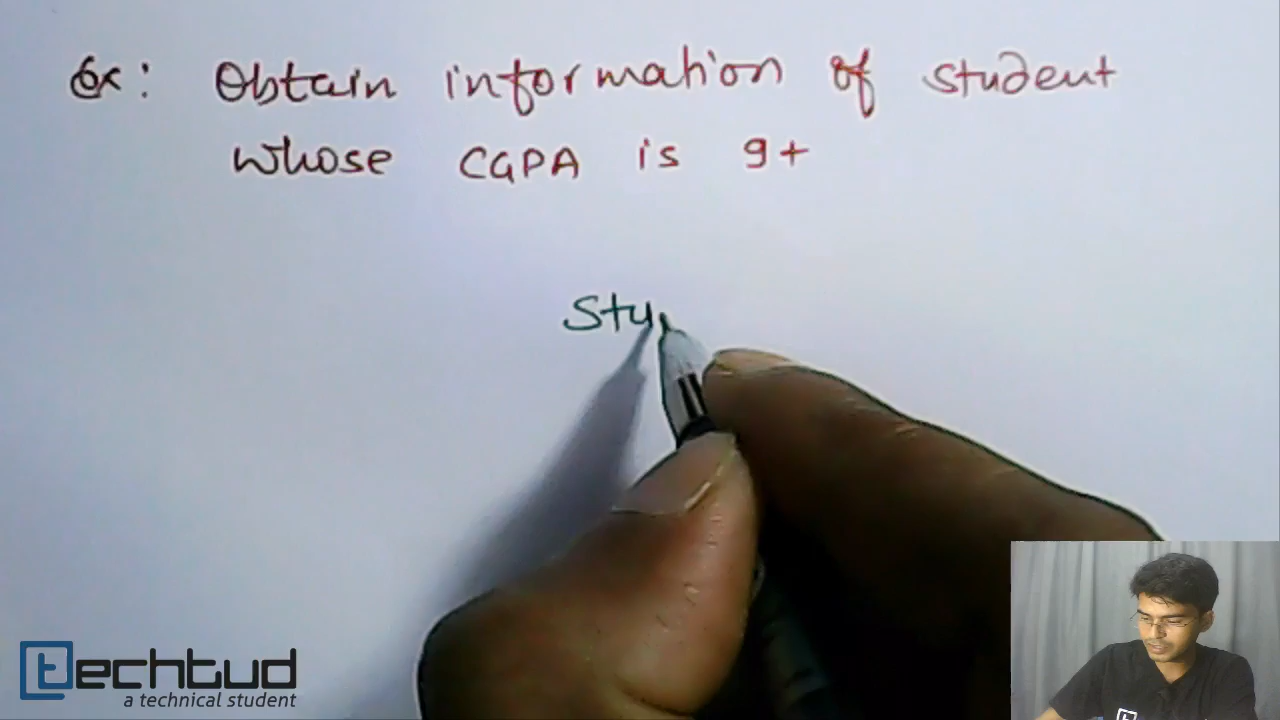 Ex: Obtain information of student
whose CGPA is 9+
Stu
techtud
a technical student